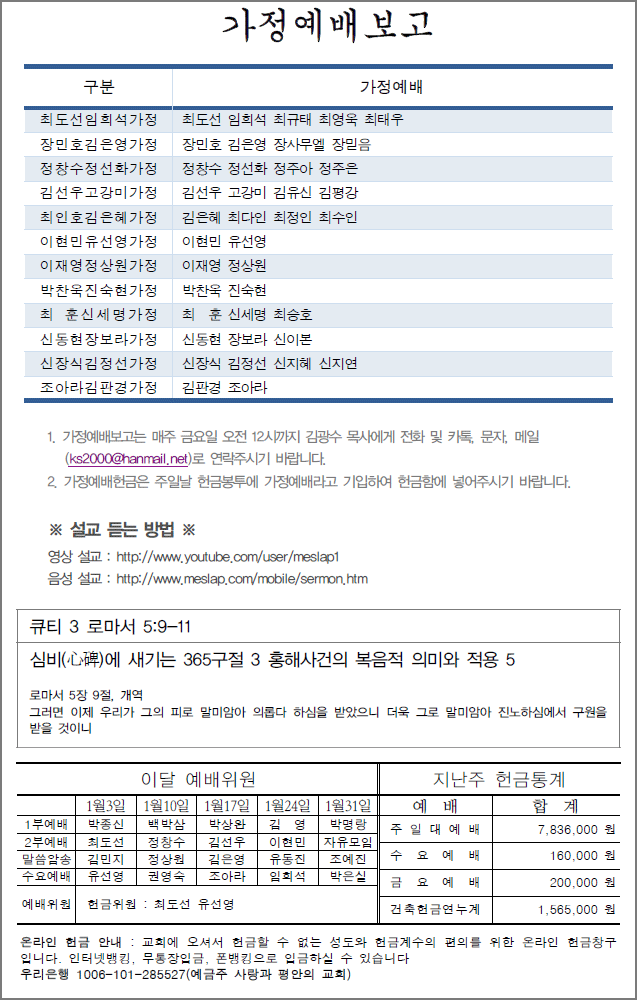 가정예배보고
구분 가정예배
최도선임희석가정 최도선 임희석 최규태 최영욱 최태우
장민호김은영가정 장민호 김은영 장사무엘 장믿음
정창수정선화가정 정창수 정선화 정주아 정주은
김선우고강미가정 김선우 고강미 김유신 김평강
최인호김은혜가정 김은혜 최다인 최정인 최수인
이현민유선영가정 이현민 유선영
이재영정상원가정 이재영 정상원
박찬욱진숙현가정 박찬욱 진숙현
최 훈신세명가정 최 훈 신세명 최승호
신동현장보라가정 신동현 장보라 신이본
신장식김정선가정 신장식 김정선 신지혜 신지연
조아라김판경가정 김판경 조아라
1. 가정예배보고는 매주 금요일 오전 12시까지 김광수 목사에게 전화 및 카톡, 문자, 메일
(ks2000@hanmail.net)로 연락주시기 바랍니다.
2. 가정예배헌금은 주일날 헌금봉투에 가정예배라고 기입하여 헌금함에 넣어주시기 바랍니다.
※ 설교 듣는 방법 ※
영상 설교 : http://www.youtube.com/user/meslap1
음성 설교 : http://www.meslap.com/mobile/sermon.htm
큐티 3 로마서 5:9-11
심비(心碑)에 새기는 365구절 3 홍해사건의 복음적 의미와 적용 5
로마서 5장 9절, 개역
그러면 이제 우리가 그의 피로 말미암아 의롭다 하심을 받았으니 더욱 그로 말미암아 진노하심에서 구원을
받을 것이니
이달 예배위원
1월3일 1월10일 1월17일 1월24일 1월31일
1부예배 박종신 백박삼 박상완 김 영 박명랑
2부예배 최도선 정창수 김선우 이현민 자유모임
말씀암송 김민지 정상원 김은영 유동진 조예진
수요예배 유선영 권영숙 조아라 임희석 박은실
예배위원 헌금위원 : 최도선 유선영
지난주 헌금통계
예 배 합 계
주 일 대 예 배 7,836,000 원
수 요 예 배 160,000 원
금 요 예 배 200,000 원
건축헌금연누계 1,565,000 원
온라인 헌금 안내 : 교회에 오셔서 헌금할 수 없는 성도와 헌금계수의 편의를 위한 온라인 헌금창구
입니다. 인터넷뱅킹, 무통장입금, 폰뱅킹으로 입금하실 수 있습니다
우리은행 1006-101-285527(예금주 사랑과 평안의 교회)